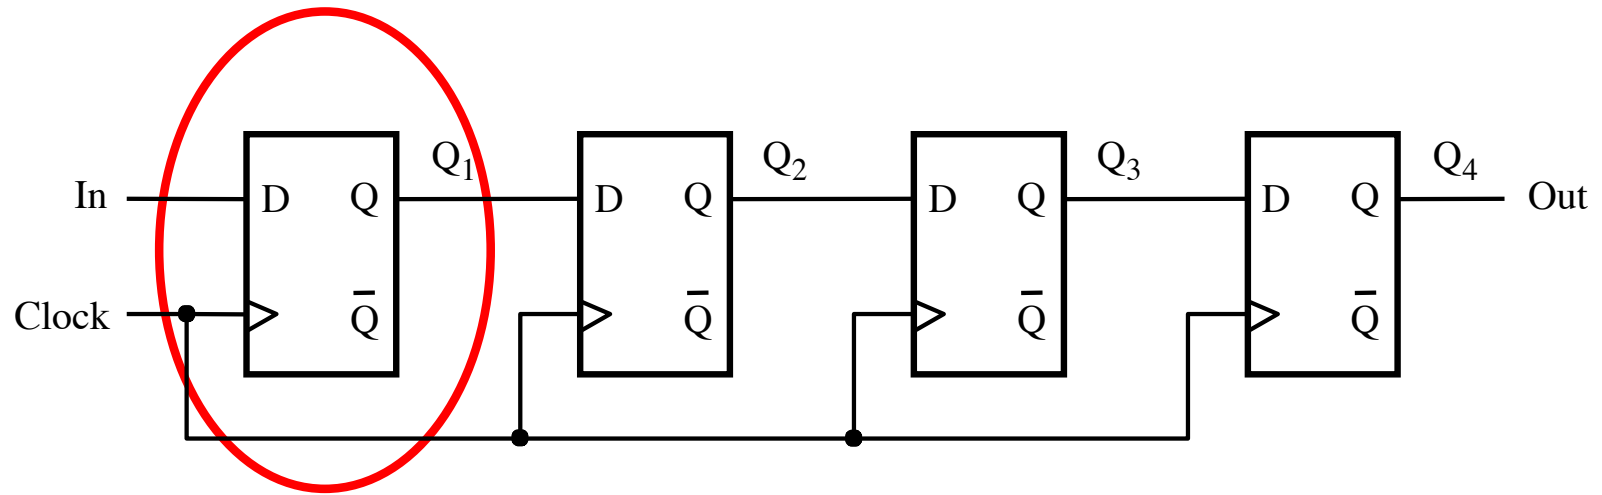 Q₁ Q₂ Q₃ Q₄
In D Q D Q D Q D Q Out
Clock Q̅ Q̅ Q̅ Q̅